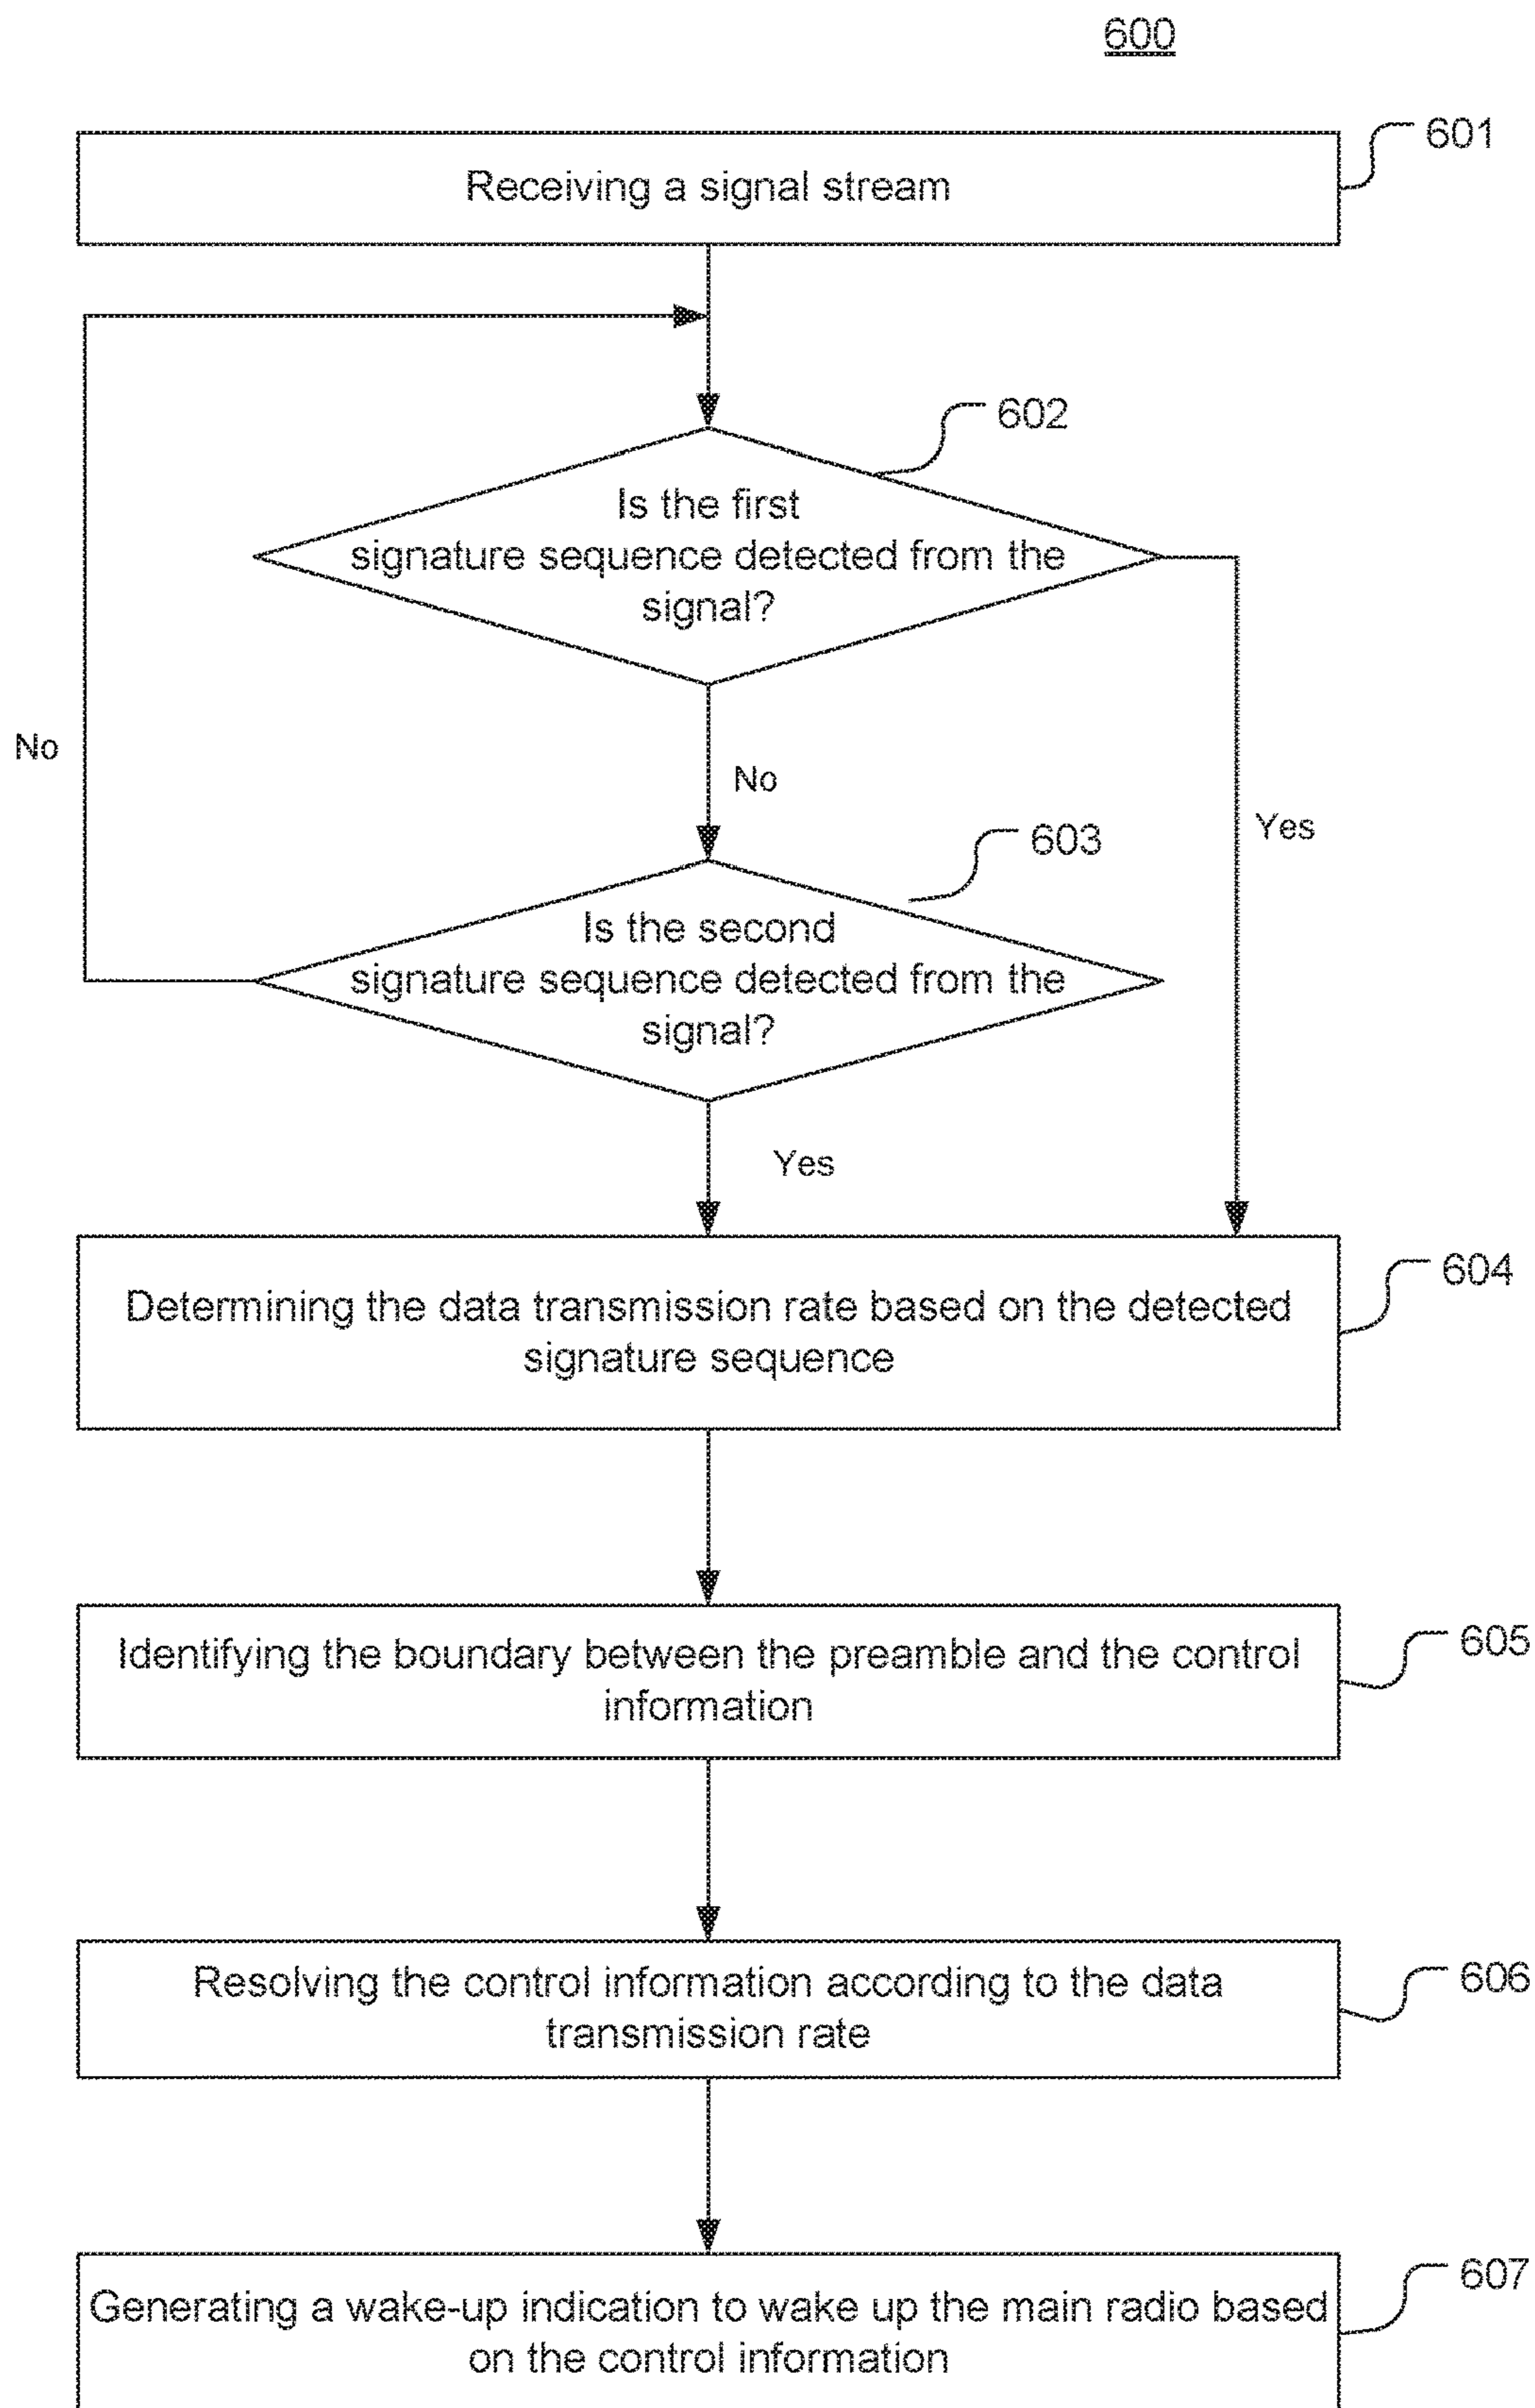 600
601
Receiving a signal stream
602
Is the first
signature sequence detected from the
signal?
No
No
Yes
603
Is the second
signature sequence detected from the
signal?
Yes
604
Determining the data transmission rate based on the detected
signature sequence
605
Identifying the boundary between the preamble and the control
information
606
Resolving the control information according to the data
transmission rate
607
Generating a wake-up indication to wake up the main radio based
on the control information